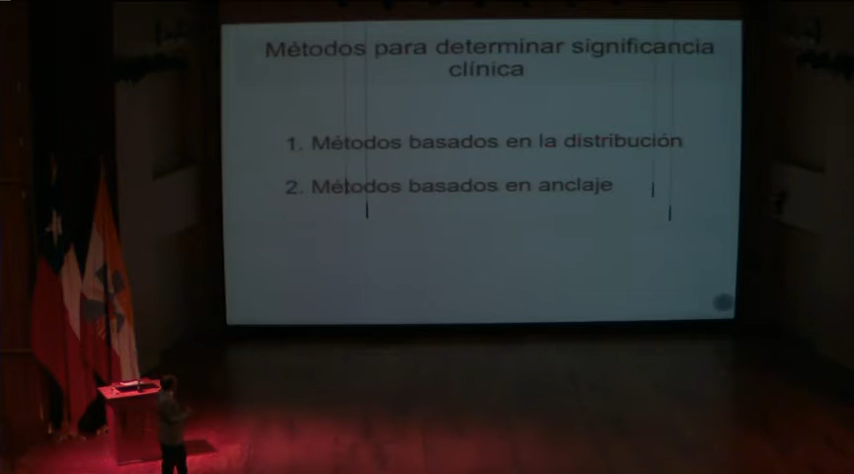 Métodos para determinar significancia
clínica
1. Métodos basados en la distribución
2. Métodos basados en anclaje